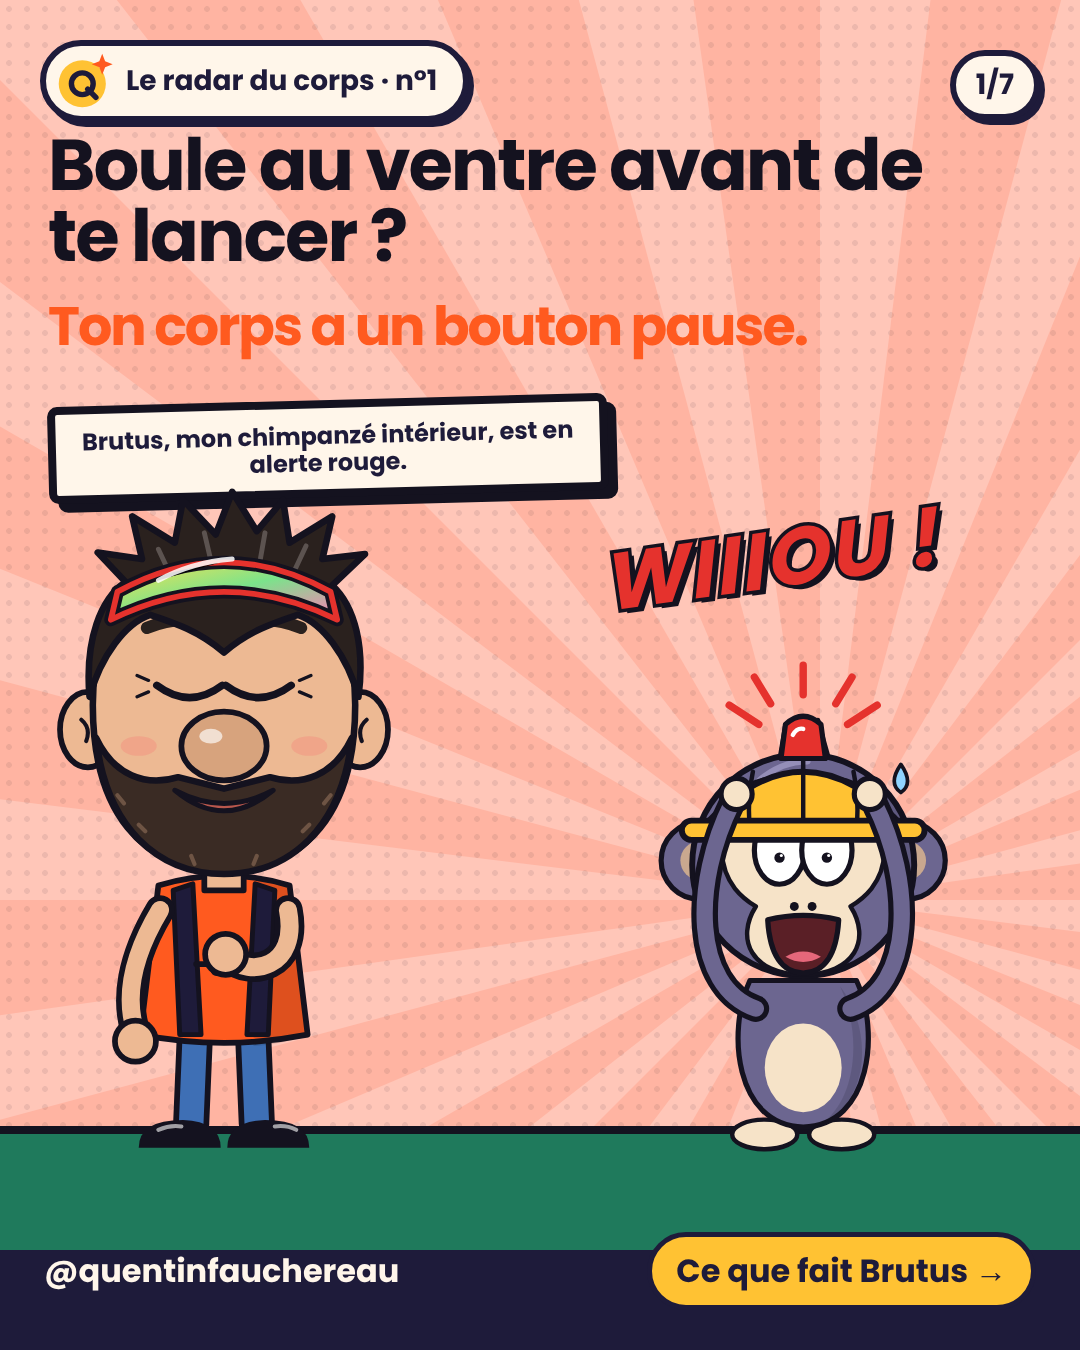 Q
Le radar du corps · n°1
1/7
Boule au ventre avant de
te lancer ?
Ton corps a un bouton pause.
Brutus, mon chimpanzé intérieur, est en
alerte rouge.
WIIIOU !
@quentinfauchereau
Ce que fait Brutus →